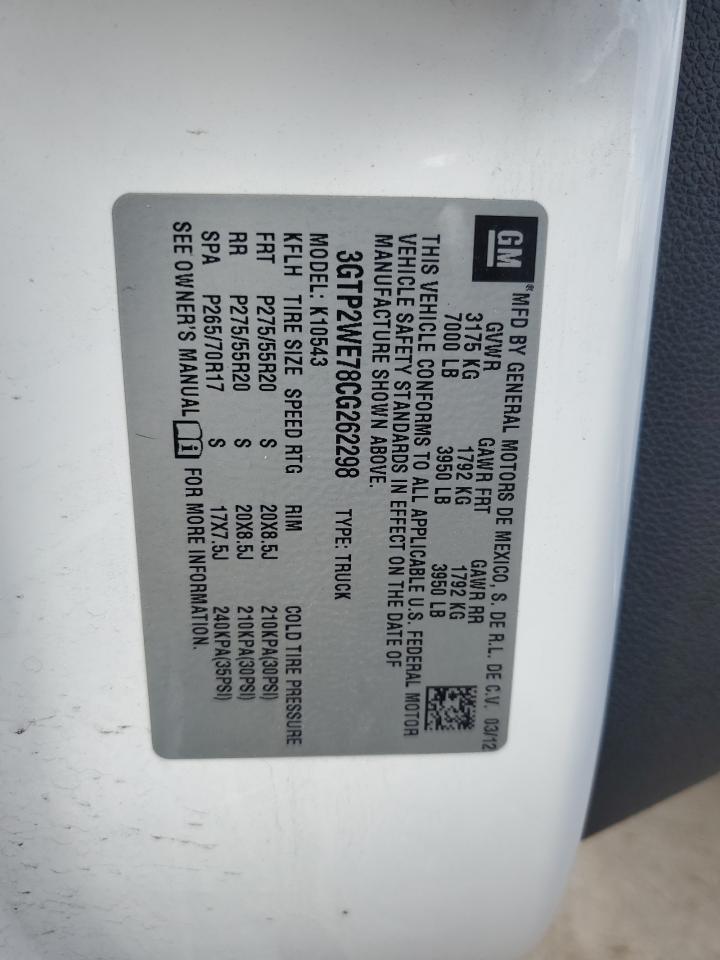 GM ® MFD BY GENERAL MOTORS DE MEXICO, S. DE R.L. DE C.V. 03/12
GVWR GAWR FRT GAWR RR
3175 KG 1792 KG 1792 KG
7000 LB 3950 LB 3950 LB
THIS VEHICLE CONFORMS TO ALL APPLICABLE U.S. FEDERAL MOTOR
VEHICLE SAFETY STANDARDS IN EFFECT ON THE DATE OF
MANUFACTURE SHOWN ABOVE.
3GTP2WE78CG262298 TYPE: TRUCK
MODEL: K10543
KFLH TIRE SIZE SPEED RTG RIM COLD TIRE PRESSURE
FRT P275/55R20 S 20X8.5J 210KPA(30PSI)
RR P275/55R20 S 20X8.5J 210KPA(30PSI)
SPA P265/70R17 S 17X7.5J 240KPA(35PSI)
SEE OWNER'S MANUAL i FOR MORE INFORMATION.